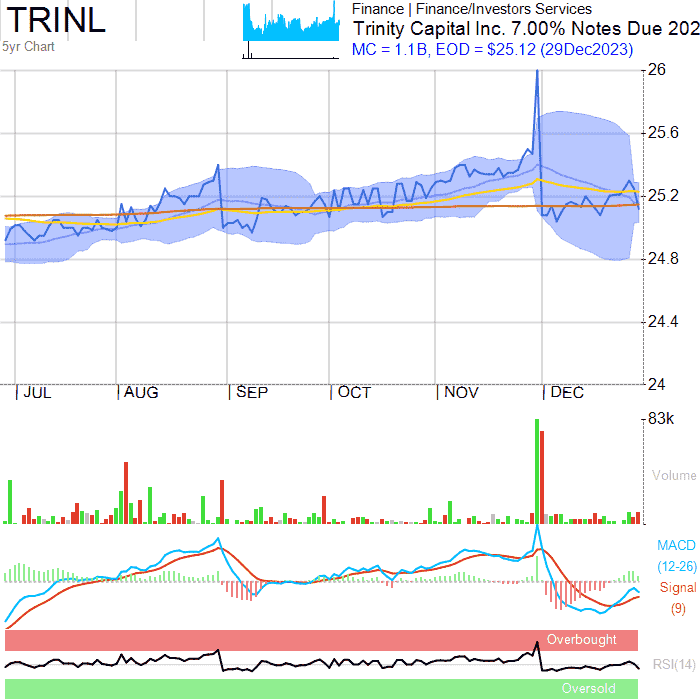 TRINL
5yr Chart
Finance | Finance/Investors Services
Trinity Capital Inc. 7.00% Notes Due 202
MC = 1.1B, EOD = $25.12 (29Dec2023)
26
25.6
25.2
24.8
24.4
24
JUL AUG SEP OCT NOV DEC
83k
Volume
MACD
(12-26)
Signal
(9)
Overbought
RSI(14)
Oversold